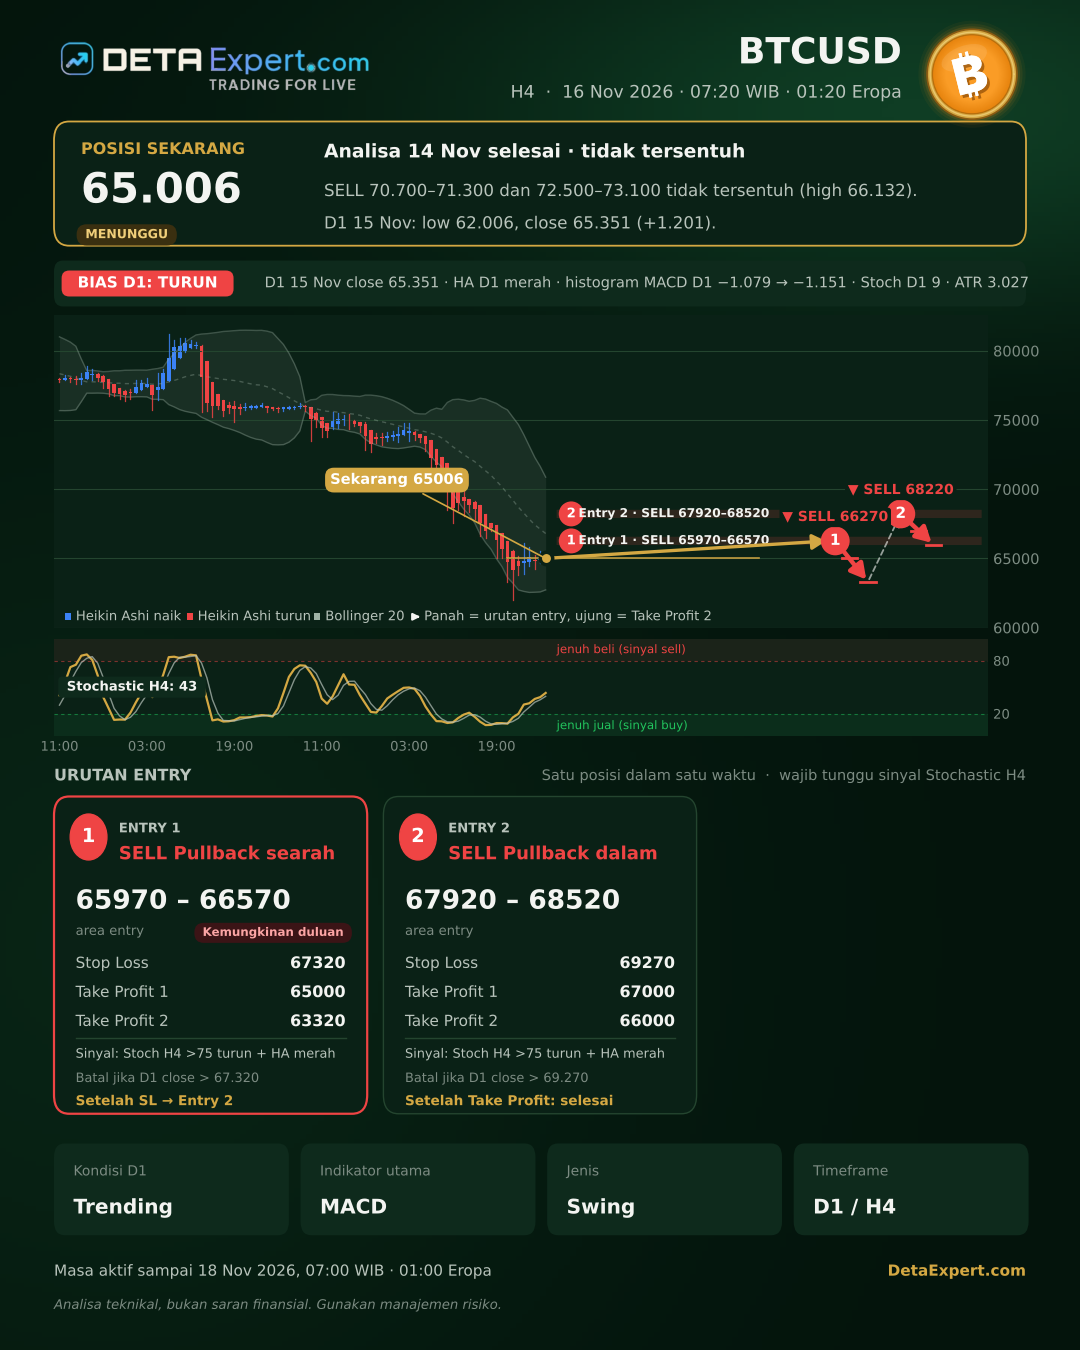 DETA Expert.com
TRADING FOR LIVE
BTCUSD
H4 · 16 Nov 2026 · 07:20 WIB · 01:20 Eropa
POSISI SEKARANG
65.006
MENUNGGU
Analisa 14 Nov selesai · tidak tersentuh
SELL 70.700–71.300 dan 72.500–73.100 tidak tersentuh (high 66.132).
D1 15 Nov: low 62.006, close 65.351 (+1.201).
BIAS D1: TURUN
D1 15 Nov close 65.351 · HA D1 merah · histogram MACD D1 −1.079 → −1.151 · Stoch D1 9 · ATR 3.027
80000
75000
70000
65000
60000
Sekarang 65006
2 Entry 2 · SELL 67920–68520
1 Entry 1 · SELL 65970–66570
▼ SELL 68220
▼ SELL 66270
2
1
Heikin Ashi naik Heikin Ashi turun Bollinger 20 Panah = urutan entry, ujung = Take Profit 2
jenuh beli (sinyal sell)
80
Stochastic H4: 43
20
jenuh jual (sinyal buy)
11:00 03:00 19:00 11:00 03:00 19:00
URUTAN ENTRY
Satu posisi dalam satu waktu · wajib tunggu sinyal Stochastic H4
1
ENTRY 1
SELL Pullback searah
65970 – 66570
area entry
Kemungkinan duluan
Stop Loss 67320
Take Profit 1 65000
Take Profit 2 63320
Sinyal: Stoch H4 >75 turun + HA merah
Batal jika D1 close > 67.320
Setelah SL → Entry 2
2
ENTRY 2
SELL Pullback dalam
67920 – 68520
area entry
Stop Loss 69270
Take Profit 1 67000
Take Profit 2 66000
Sinyal: Stoch H4 >75 turun + HA merah
Batal jika D1 close > 69.270
Setelah Take Profit: selesai
Kondisi D1
Trending
Indikator utama
MACD
Jenis
Swing
Timeframe
D1 / H4
Masa aktif sampai 18 Nov 2026, 07:00 WIB · 01:00 Eropa
DetaExpert.com
Analisa teknikal, bukan saran finansial. Gunakan manajemen risiko.